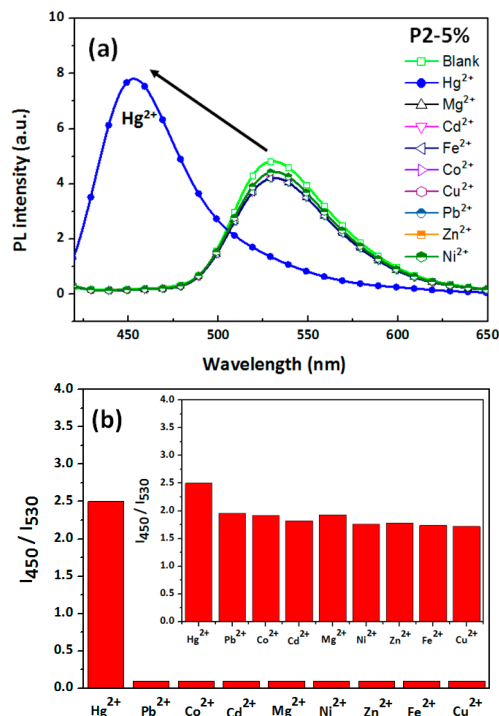 (a)
P2-5%
Blank
Hg²⁺
Mg²⁺
Cd²⁺
Fe²⁺
Co²⁺
Cu²⁺
Pb²⁺
Zn²⁺
Ni²⁺
Hg²⁺
PL intensity (a.u.)
10
8
6
4
2
0
450 500 550 600 650
Wavelength (nm)
(b)
I₄₅₀ / I₅₃₀
4.0
3.5
3.0
2.5
2.0
1.5
1.0
0.5
0.0
Hg²⁺ Pb²⁺ Co²⁺ Cd²⁺ Mg²⁺ Ni²⁺ Zn²⁺ Fe²⁺ Cu²⁺
I₄₅₀ / I₅₃₀
4.0
3.5
3.0
2.5
2.0
1.5
1.0
0.5
0.0
Hg²⁺ Pb²⁺ Co²⁺ Cd²⁺ Mg²⁺ Ni²⁺ Zn²⁺ Fe²⁺ Cu²⁺